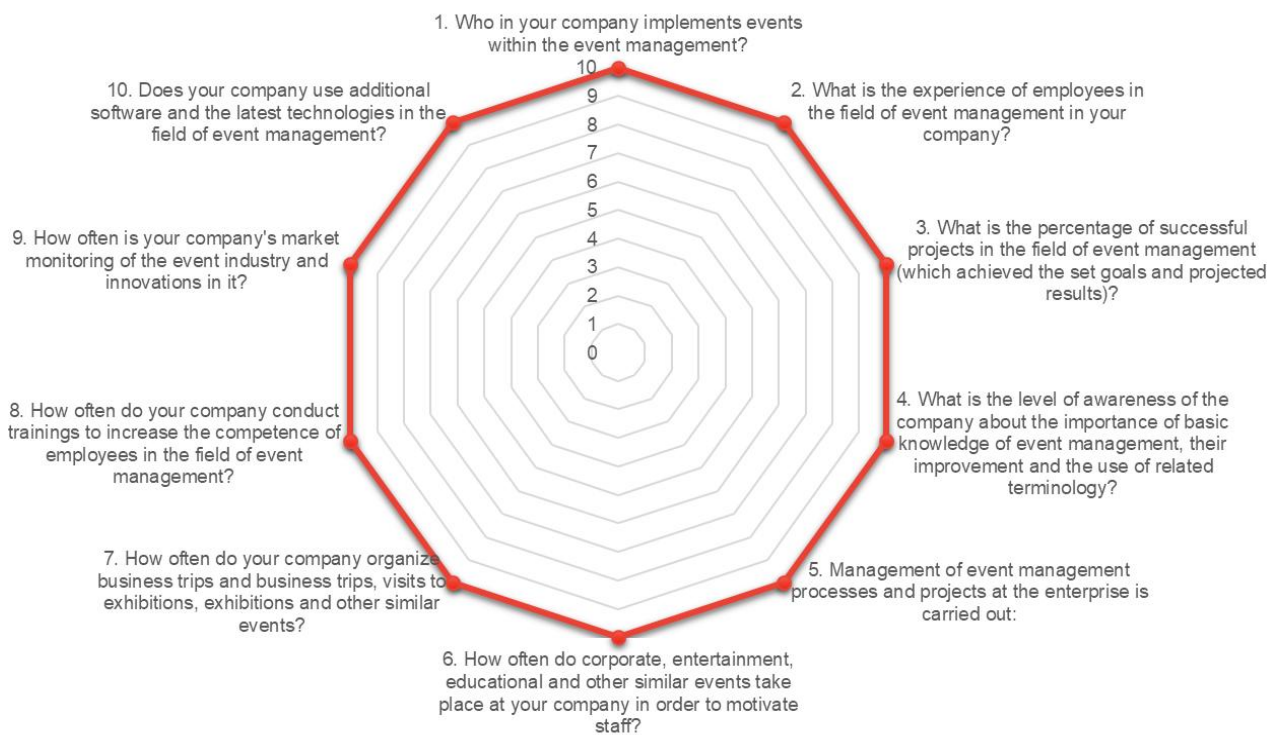 1. Who in your company implements events
within the event management?
10
9
8
7
6
5
4
3
2
1
0
2. What is the experience of employees in
the field of event management in your
company?
3. What is the percentage of successful
projects in the field of event management
(which achieved the set goals and projected
results)?
4. What is the level of awareness of the
company about the importance of basic
knowledge of event management, their
improvement and the use of related
terminology?
5. Management of event management
processes and projects at the enterprise is
carried out:
6. How often do corporate, entertainment,
educational and other similar events take
place at your company in order to motivate
staff?
7. How often do your company organize
business trips and business trips, visits to
exhibitions, exhibitions and other similar
events?
8. How often do your company conduct
trainings to increase the competence of
employees in the field of event
management?
9. How often is your company's market
monitoring of the event industry and
innovations in it?
10. Does your company use additional
software and the latest technologies in the
field of event management?